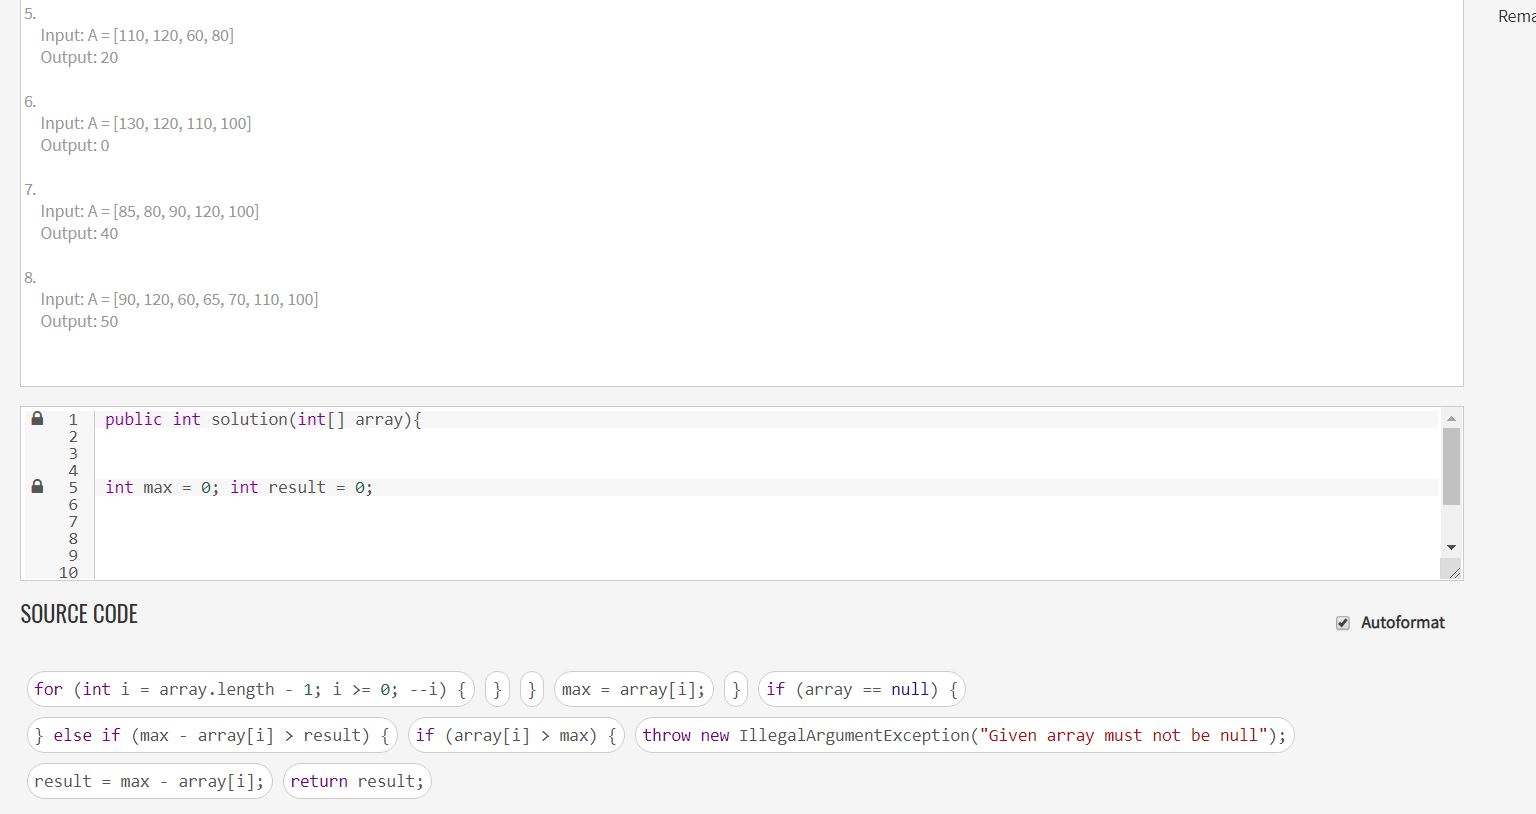 5.
Input: A = [110, 120, 60, 80]
Output: 20
6.
Input: A = [130, 120, 110, 100]
Output: 0
7.
Input: A = [85, 80, 90, 120, 100]
Output: 40
8.
Input: A = [90, 120, 60, 65, 70, 110, 100]
Output: 50
Rema
1 public int solution(int[] array){
2
3
4
5 int max = 0; int result = 0;
6
7
8
9
10
SOURCE CODE
Autoformat
for (int i = array.length - 1; i >= 0; --i) { } } max = array[i]; } if (array == null) {
} else if (max - array[i] > result) { if (array[i] > max) { throw new IllegalArgumentException("Given array must not be null");
result = max - array[i]; return result;